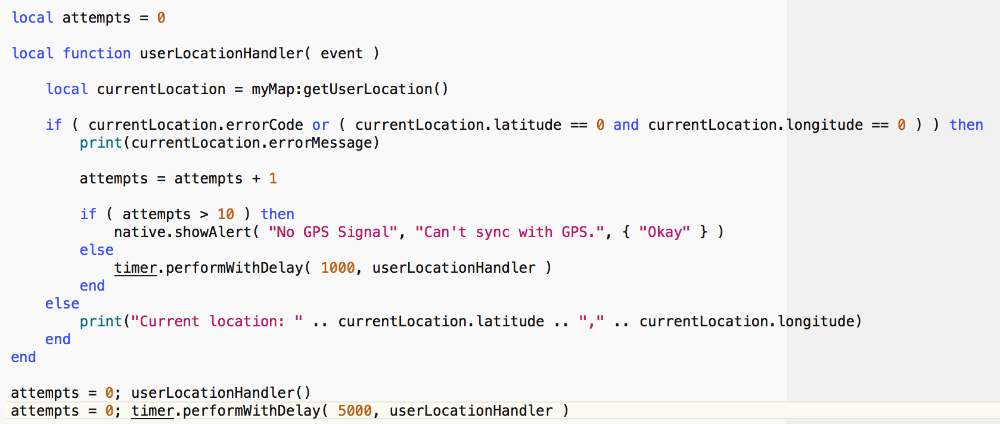 local attempts = 0
local function userLocationHandler( event )
local currentLocation = myMap:getUserLocation()
if ( currentLocation.errorCode or ( currentLocation.latitude == 0 and currentLocation.longitude == 0 ) ) then
print(currentLocation.errorMessage)
attempts = attempts + 1
if ( attempts > 10 ) then
native.showAlert( "No GPS Signal", "Can't sync with GPS.", { "Okay" } )
else
timer.performWithDelay( 1000, userLocationHandler )
end
else
print("Current location: " .. currentLocation.latitude .. "," .. currentLocation.longitude)
end
end
attempts = 0; userLocationHandler()
attempts = 0; timer.performWithDelay( 5000, userLocationHandler )